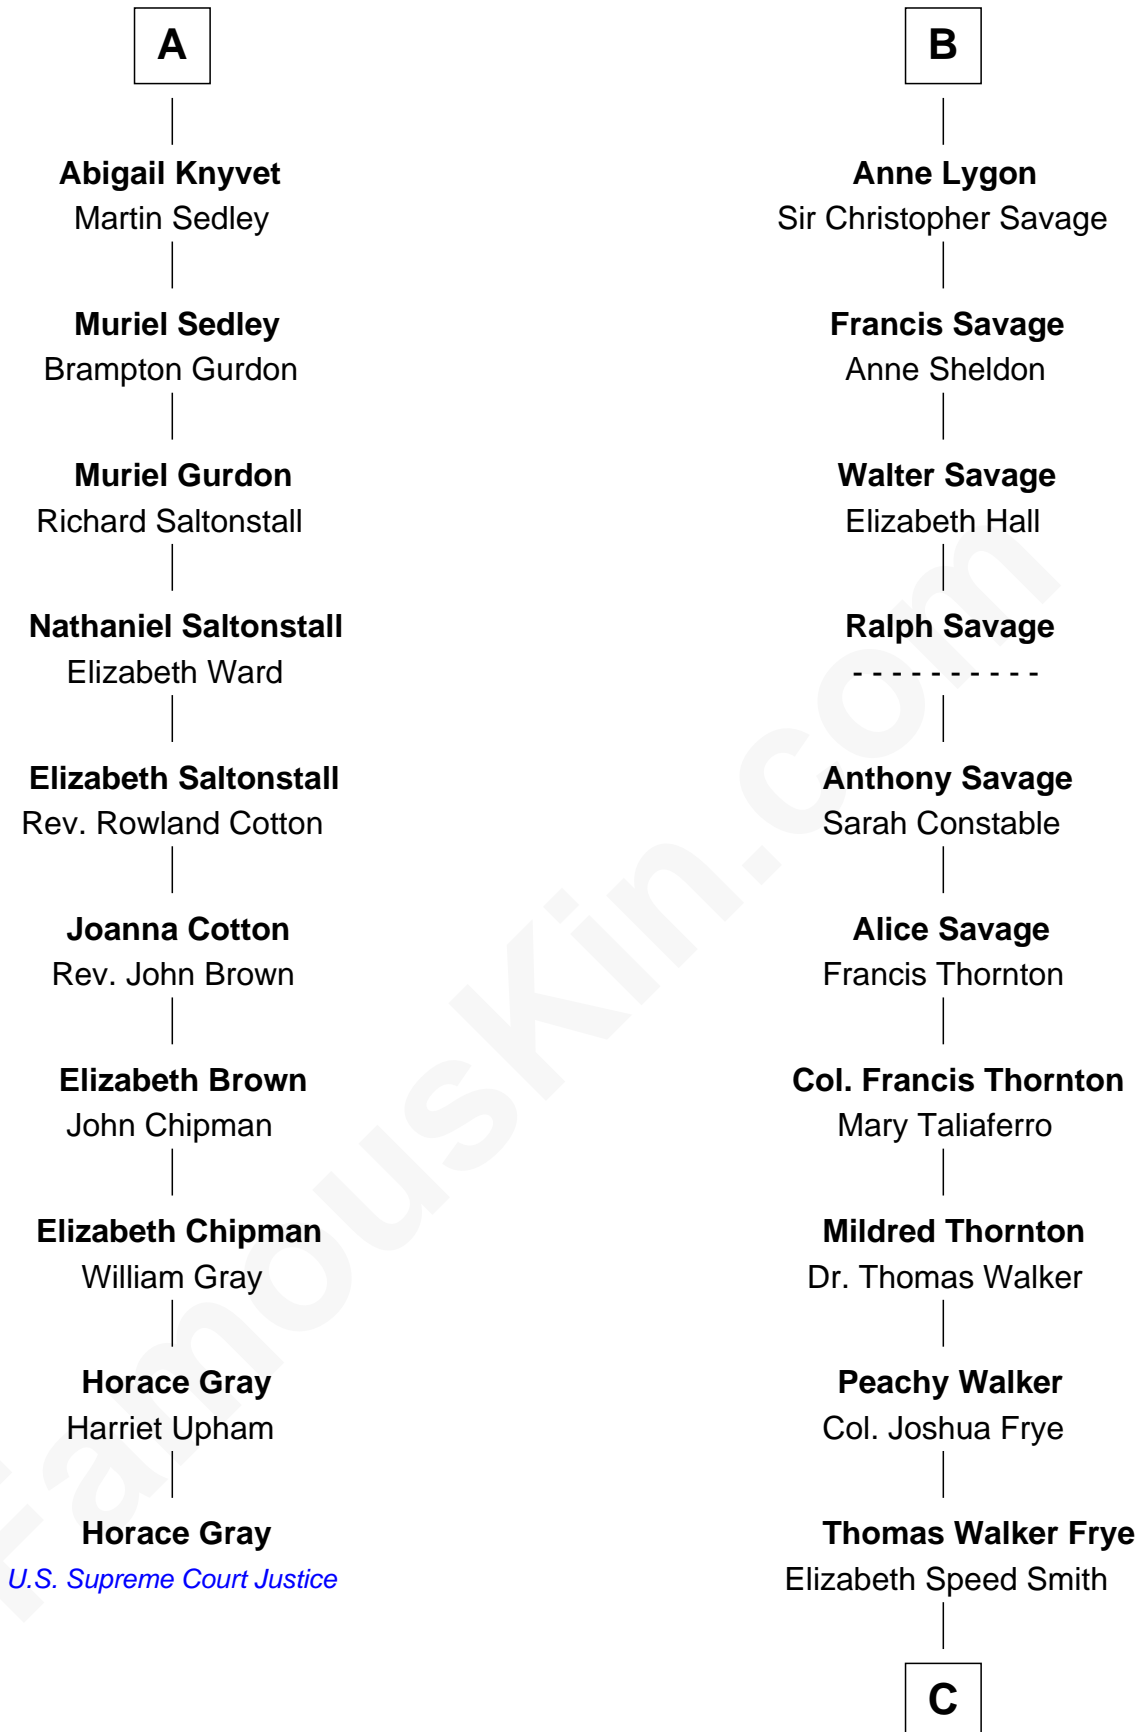 A
Abigail Knyvet
Martin Sedley
Muriel Sedley
Brampton Gurdon
Muriel Gurdon
Richard Saltonstall
Nathaniel Saltonstall
Elizabeth Ward
Elizabeth Saltonstall
Rev. Rowland Cotton
Joanna Cotton
Rev. John Brown
Elizabeth Brown
John Chipman
Elizabeth Chipman
William Gray
Horace Gray
Harriet Upham
Horace Gray
U.S. Supreme Court Justice
B
Anne Lygon
Sir Christopher Savage
Francis Savage
Anne Sheldon
Walter Savage
Elizabeth Hall
Ralph Savage
- - - - - - - - - -
Anthony Savage
Sarah Constable
Alice Savage
Francis Thornton
Col. Francis Thornton
Mary Taliaferro
Mildred Thornton
Dr. Thomas Walker
Peachy Walker
Col. Joshua Frye
Thomas Walker Frye
Elizabeth Speed Smith
C
FamousKin.com